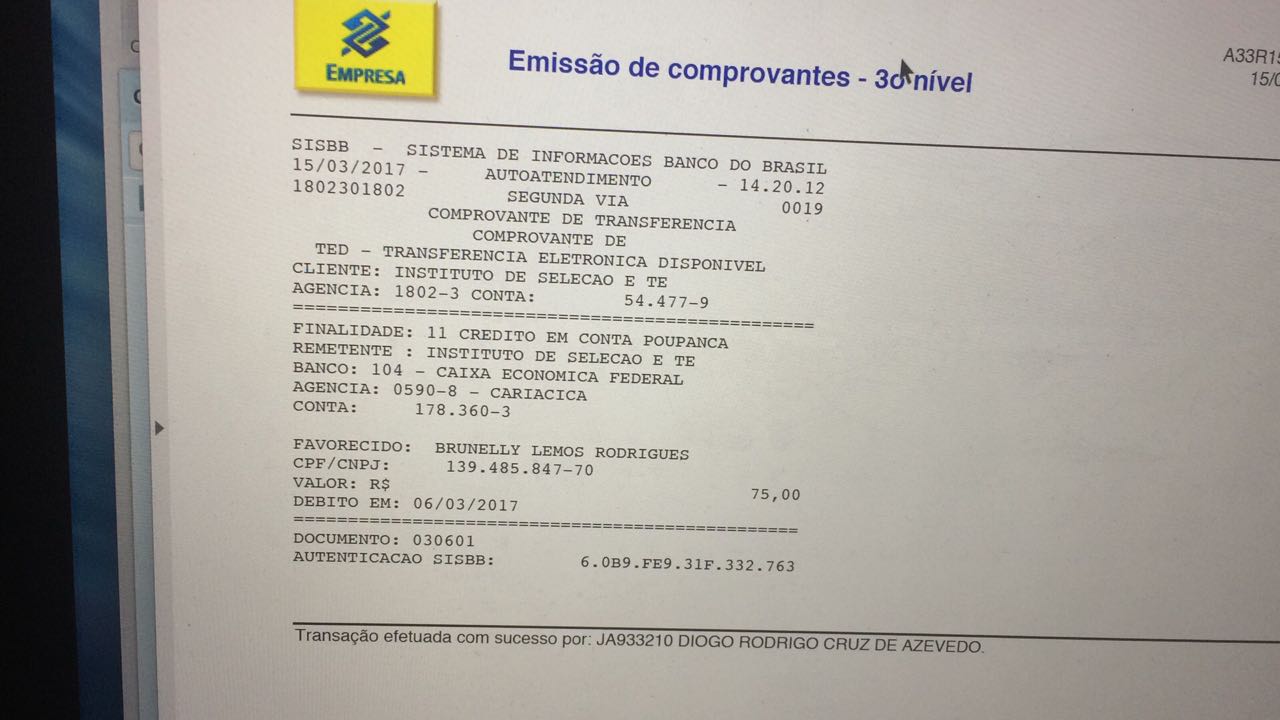 EMPRESA
Emissão de comprovantes - 3o nível
A33R15
15/0
SISBB - SISTEMA DE INFORMACOES BANCO DO BRASIL
15/03/2017 - AUTOATENDIMENTO - 14.20.12
1802301802 SEGUNDA VIA 0019
COMPROVANTE DE TRANSFERENCIA
COMPROVANTE DE
TED - TRANSFERENCIA ELETRONICA DISPONIVEL
CLIENTE: INSTITUTO DE SELECAO E TE
AGENCIA: 1802-3 CONTA: 54.477-9
================================================
FINALIDADE: 11 CREDITO EM CONTA POUPANCA
REMETENTE : INSTITUTO DE SELECAO E TE
BANCO: 104 - CAIXA ECONOMICA FEDERAL
AGENCIA: 0590-8 - CARIACICA
CONTA: 178.360-3
FAVORECIDO: BRUNELLY LEMOS RODRIGUES
CPF/CNPJ: 139.485.847-70
VALOR: R$ 75,00
DEBITO EM: 06/03/2017
================================================
DOCUMENTO: 030601
AUTENTICACAO SISBB: 6.0B9.FE9.31F.332.763
Transação efetuada com sucesso por: JA933210 DIOGO RODRIGO CRUZ DE AZEVEDO.